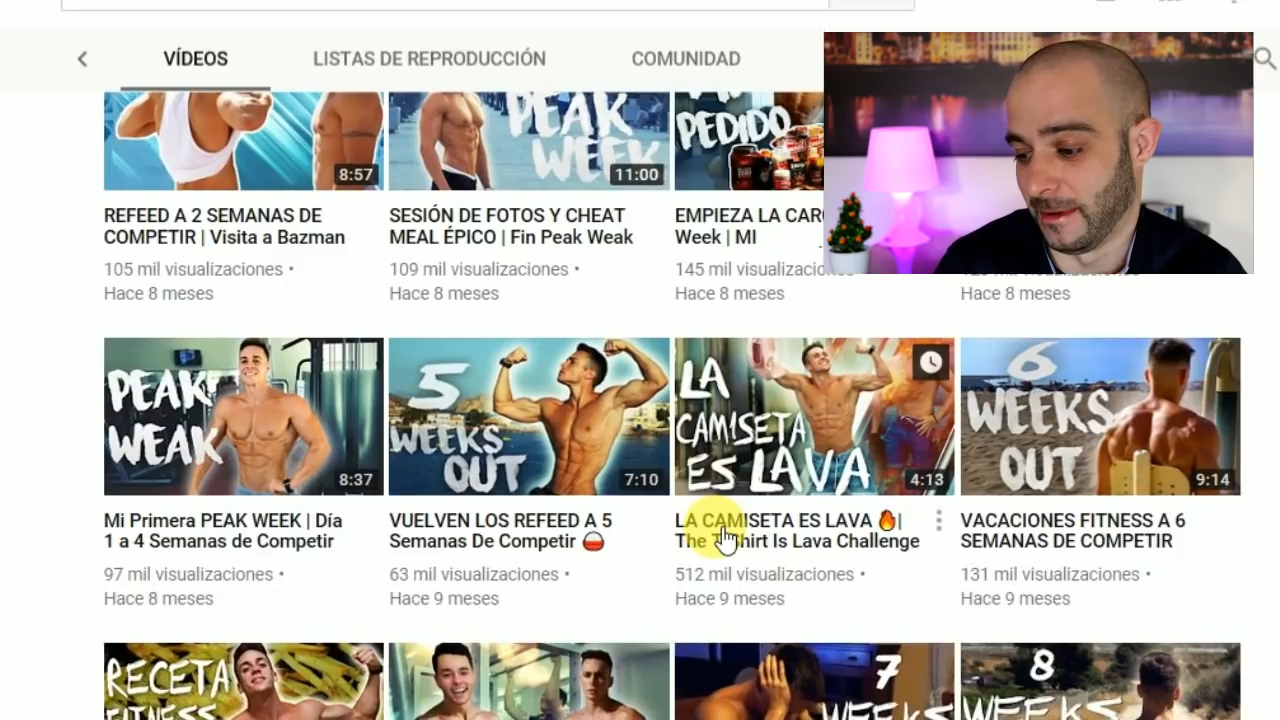 VÍDEOS
LISTAS DE REPRODUCCIÓN
COMUNIDAD
PEAK
WEEK
PEDIDO
8:57
11:00
REFEED A 2 SEMANAS DE
COMPETIR | Visita a Bazman
105 mil visualizaciones •
Hace 8 meses
SESIÓN DE FOTOS Y CHEAT
MEAL ÉPICO | Fin Peak Weak
109 mil visualizaciones •
Hace 8 meses
EMPIEZA LA
Week | MI
145 mil
Hace 8 meses
Hace 8 meses
PEAK
WEAK
8:37
5
WEEKS
OUT
7:10
LA
CAMISETA
ES LAVA
4:13
6
WEEKS
OUT
9:14
Mi Primera PEAK WEEK | Día
1 a 4 Semanas de Competir
97 mil visualizaciones •
Hace 8 meses
VUELVEN LOS REFEED A 5
Semanas De Competir
63 mil visualizaciones •
Hace 9 meses
LA CAMISETA ES LAVA 🔥|
The T-Shirt Is Lava Challenge
512 mil visualizaciones •
Hace 9 meses
VACACIONES FITNESS A 6
SEMANAS DE COMPETIR
131 mil visualizaciones •
Hace 9 meses
RECETA
FITNESS
7
WEEKS
8
WEEKS